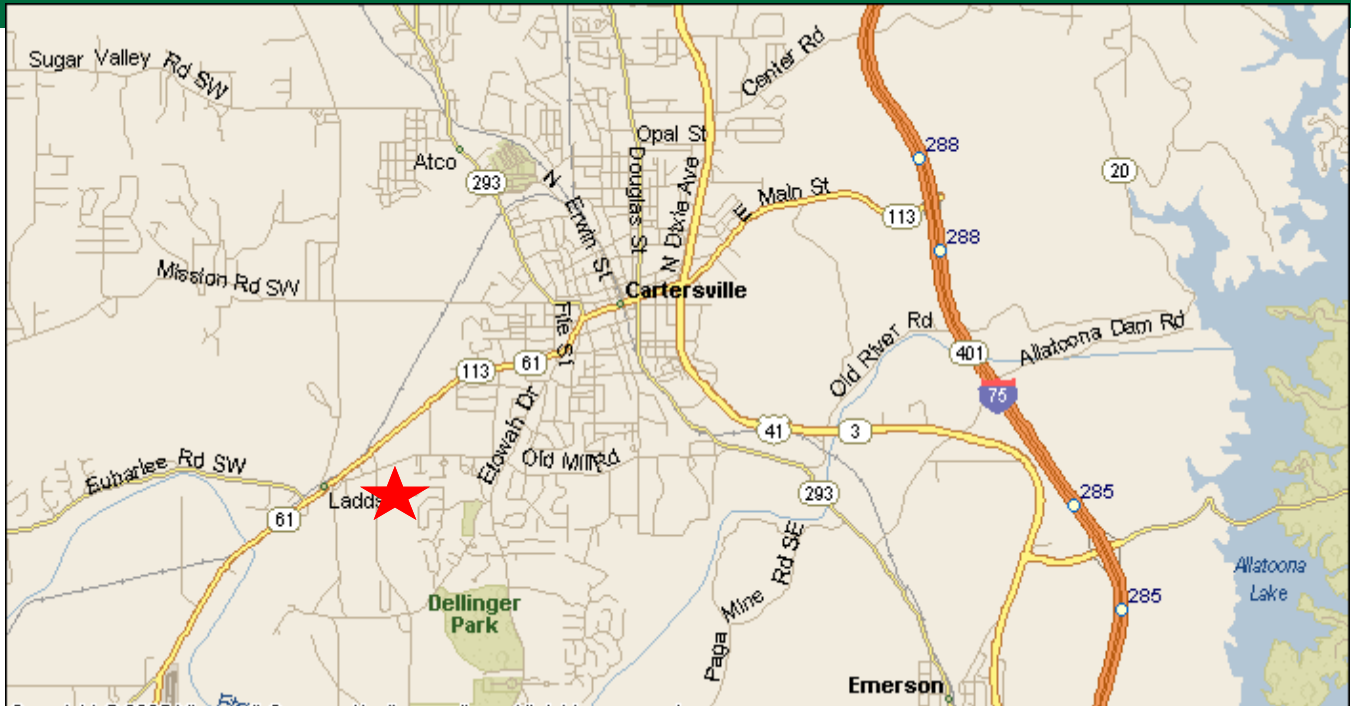 Sugar Valley Rd SW
Center Rd
Opal St
288
Atco
293
N Erwin St
Douglas St
N Dixie Ave
E Main St
20
113
288
Mission Rd SW
Cartersville
File St
Old River Rd
Allatoona Dam Rd
401
113
61
75
Etowah Dr
41
3
Old Mill Rd
Euharlee Rd SW
Ladds
61
293
285
Allatoona
Lake
285
Dellinger
Park
Paga Mine Rd SE
Emerson